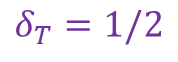 δ_T = 1/2